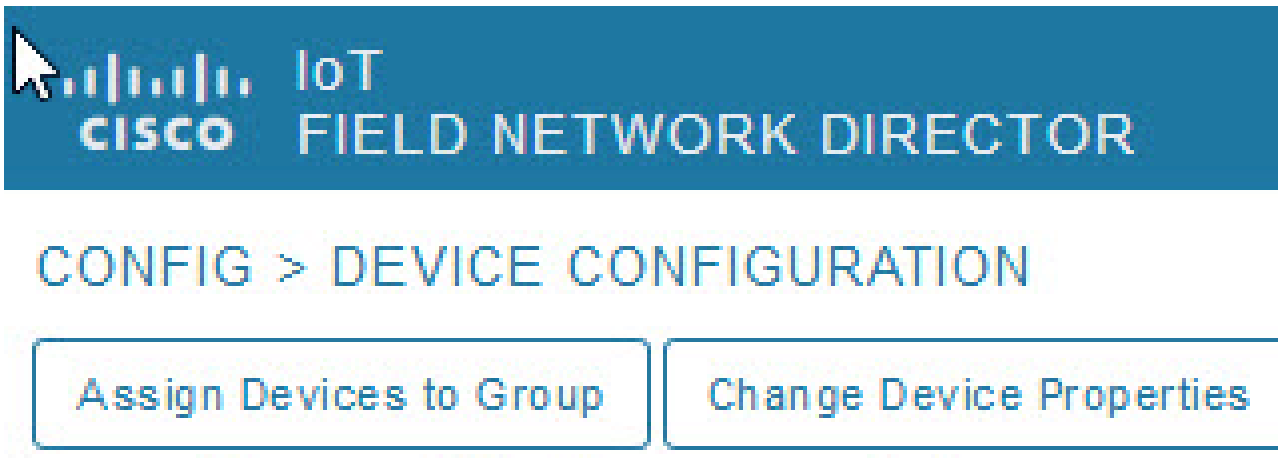 IoT
CISCO
FIELD NETWORK DIRECTOR
CONFIG > DEVICE CONFIGURATION
Assign Devices to Group
Change Device Properties